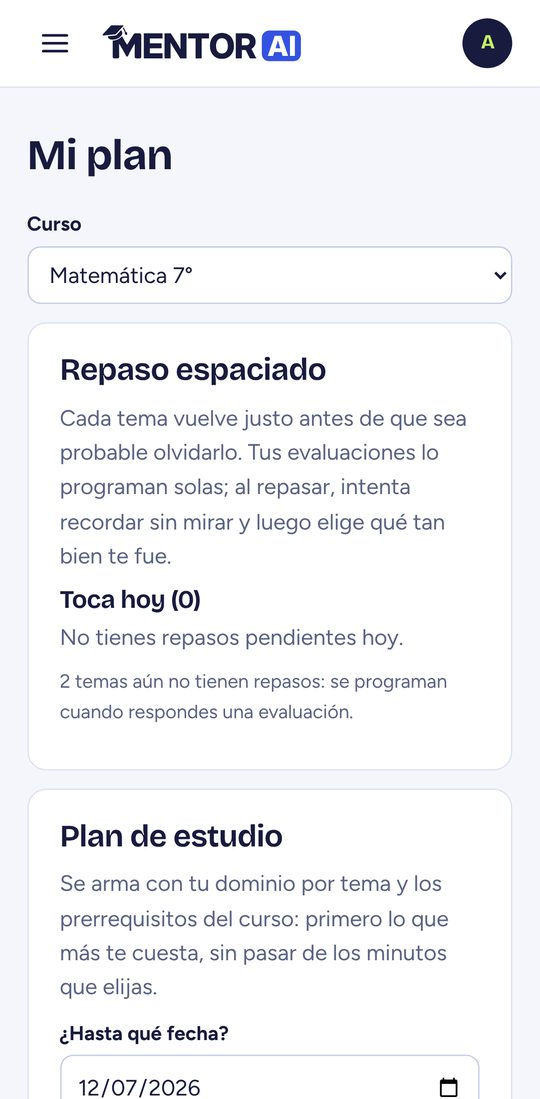 MENTOR AI
A
Mi plan
Curso
Matemática 7°
Repaso espaciado
Cada tema vuelve justo antes de que sea
probable olvidarlo. Tus evaluaciones lo
programan solas; al repasar, intenta
recordar sin mirar y luego elige qué tan
bien te fue.
Toca hoy (0)
No tienes repasos pendientes hoy.
2 temas aún no tienen repasos: se programan
cuando respondes una evaluación.
Plan de estudio
Se arma con tu dominio por tema y los
prerrequisitos del curso: primero lo que
más te cuesta, sin pasar de los minutos
que elijas.
¿Hasta qué fecha?
12/07/2026